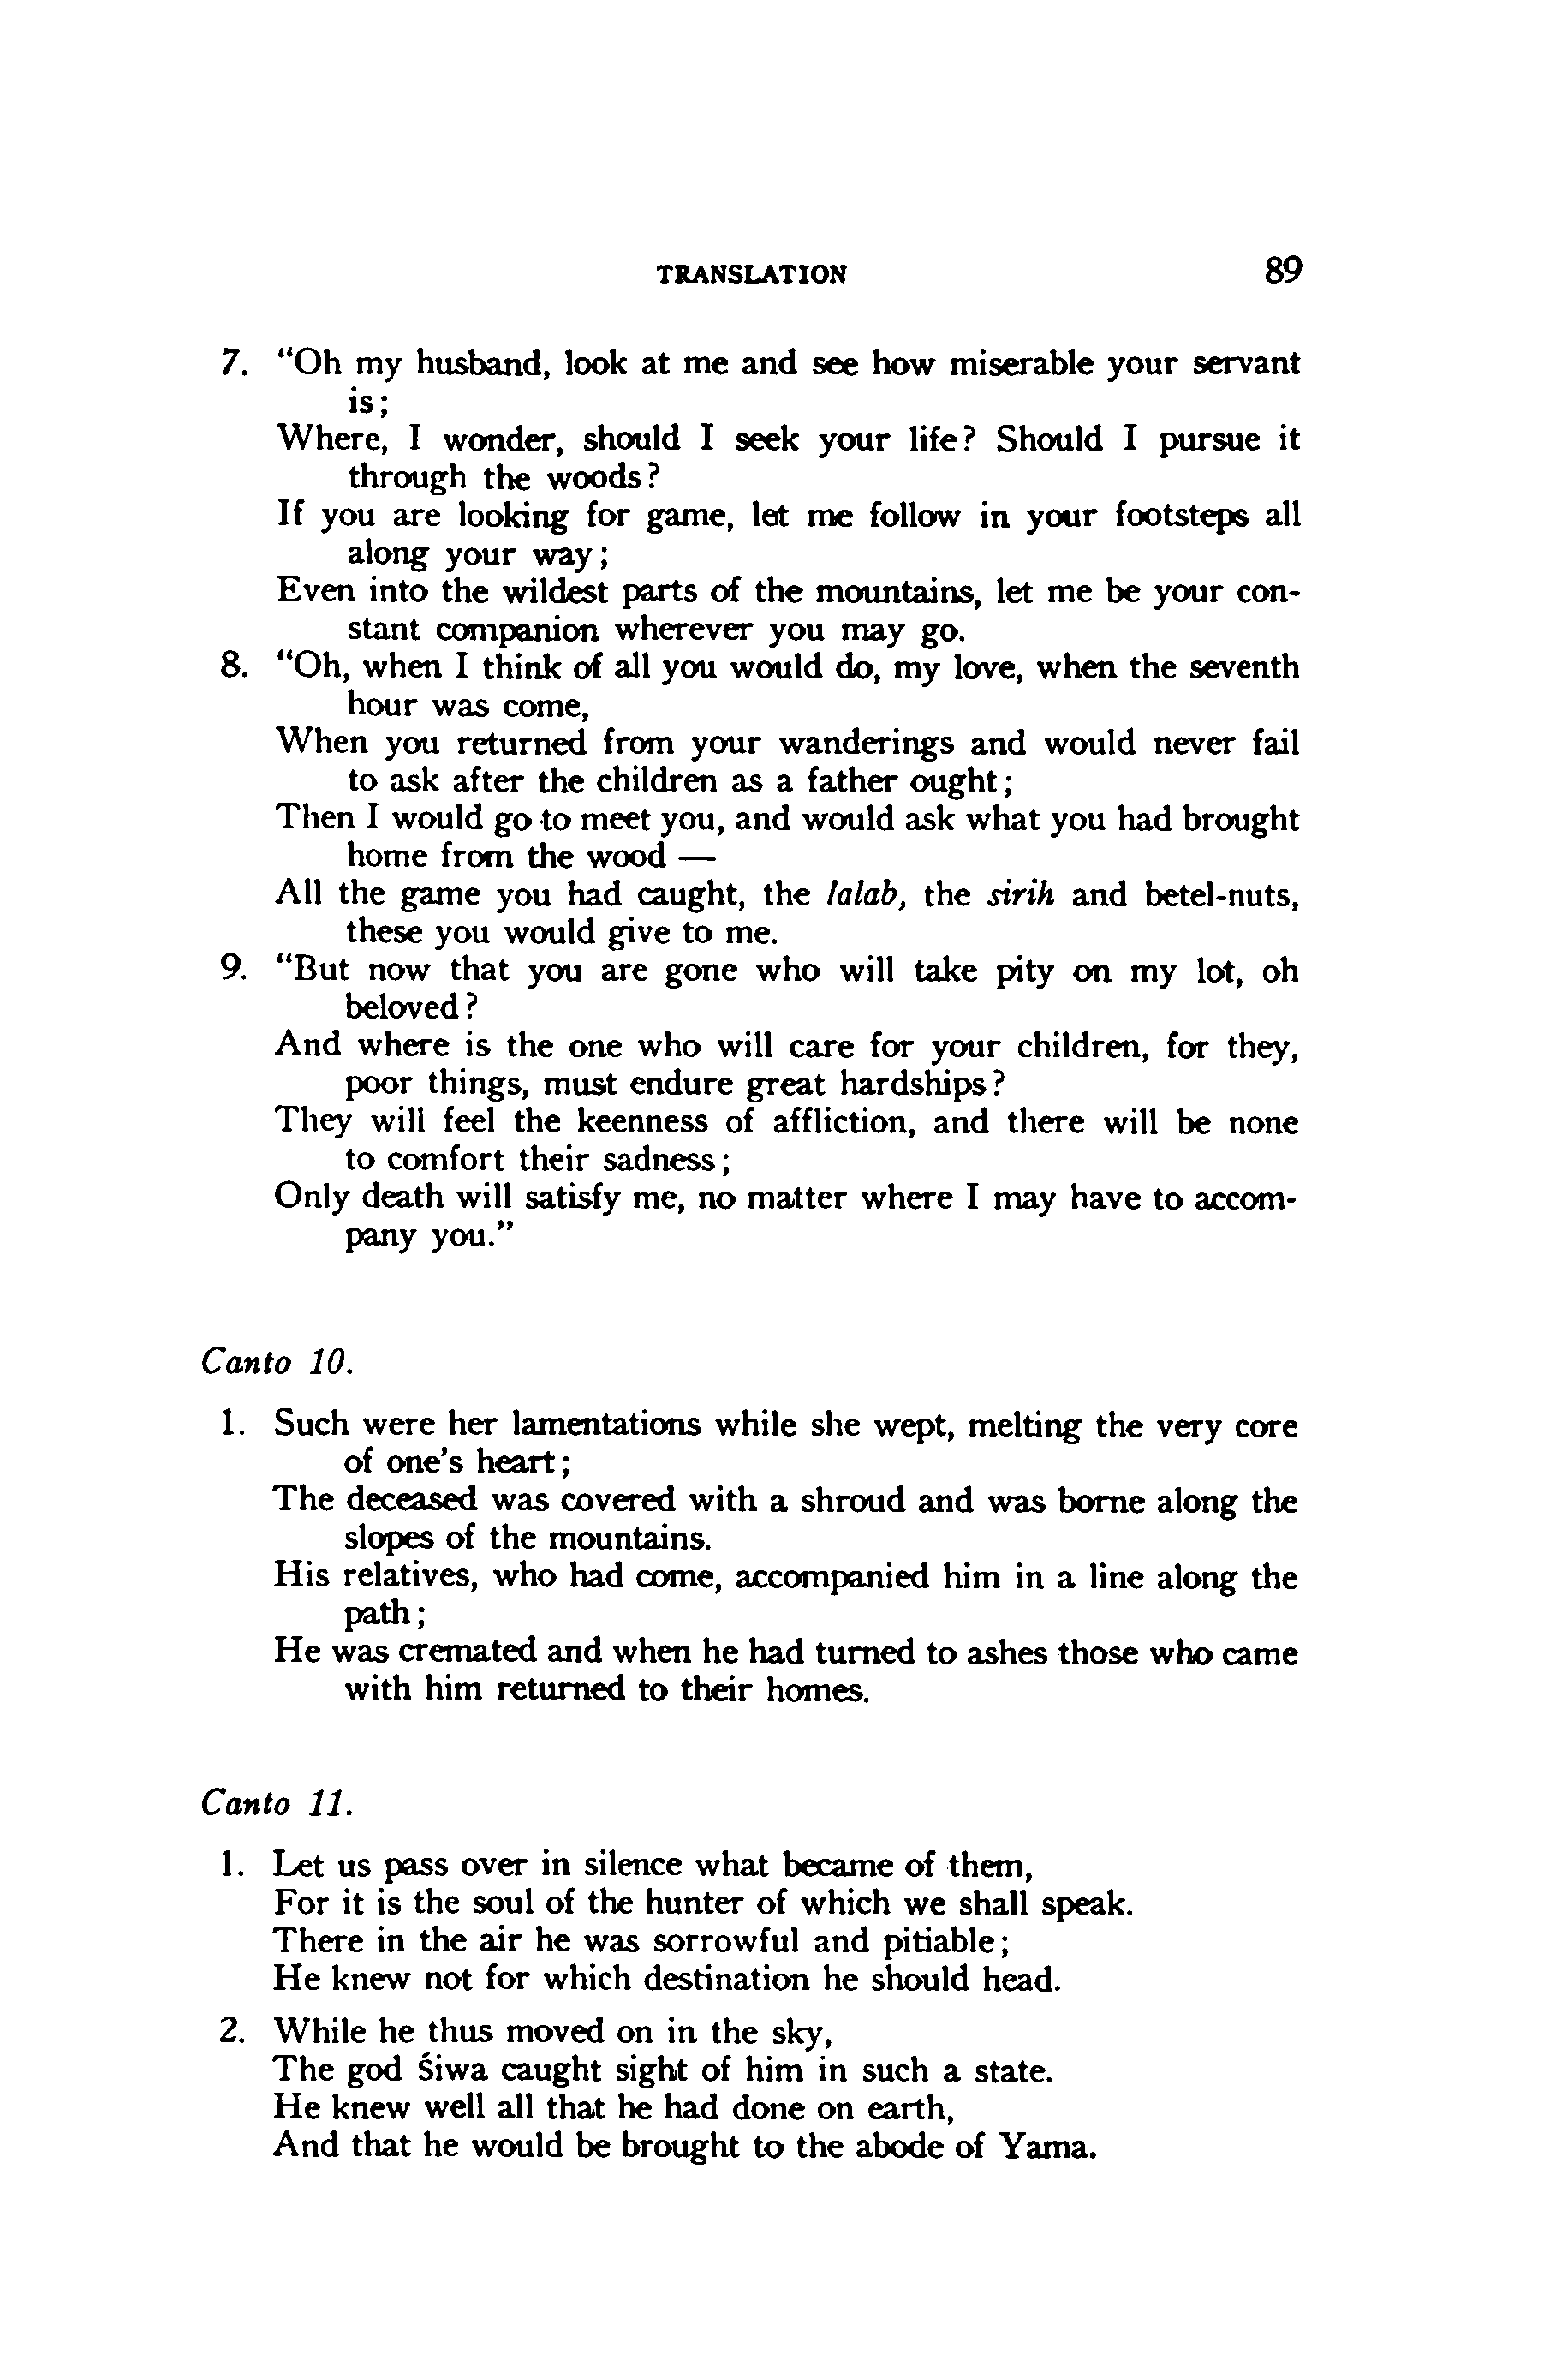 TRANSLATION 89
7. “Oh my husband, look at me and see how miserable your servant
is;
Where, I wonder, should I seek your life? Should I pursue it
through the woods?
If you are looking for game, let me follow in your footsteps all
along your way;
Even into the wildest parts of the mountains, let me be your con-
stant companion wherever you may go.
8. “Oh, when I think of all you would do, my love, when the seventh
hour was come,
When you returned from your wanderings and would never fail
to ask after the children as a father ought;
Then I would go to meet you, and would ask what you had brought
home from the wood —
All the game you had caught, the lalab, the sirih and betel-nuts,
these you would give to me.
9. “But now that you are gone who will take pity on my lot, oh
beloved?
And where is the one who will care for your children, for they,
poor things, must endure great hardships?
They will feel the keenness of affliction, and there will be none
to comfort their sadness;
Only death will satisfy me, no matter where I may have to accom-
pany you.”
Canto 10.
1. Such were her lamentations while she wept, melting the very core
of one’s heart;
The deceased was covered with a shroud and was borne along the
slopes of the mountains.
His relatives, who had come, accompanied him in a line along the
path;
He was cremated and when he had turned to ashes those who came
with him returned to their homes.
Canto 11.
1. Let us pass over in silence what became of them,
For it is the soul of the hunter of which we shall speak.
There in the air he was sorrowful and pitiable;
He knew not for which destination he should head.
2. While he thus moved on in the sky,
The god Śiwa caught sight of him in such a state.
He knew well all that he had done on earth,
And that he would be brought to the abode of Yama.